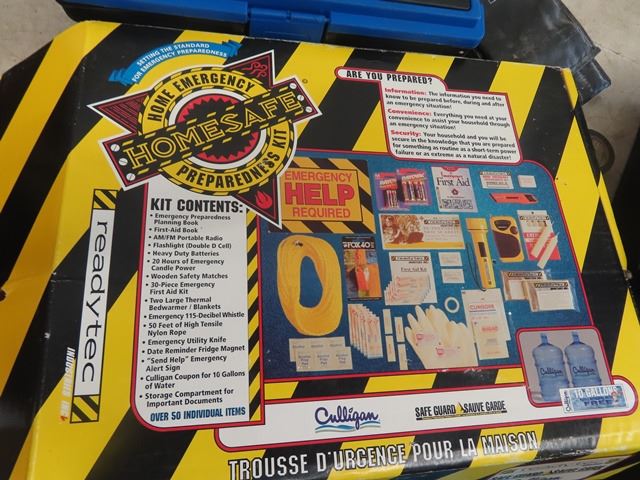 SETTING THE STANDARD
FOR EMERGENCY PREPAREDNESS
HOME EMERGENCY
HOMESAFE
PREPAREDNESS KIT
ARE YOU PREPARED?
Information: The information you need to
know to be prepared before, during and after
an emergency situation!
Convenience: Everything you need at your
convenience to assist your household through
an emergency situation!
Security: Your household and you will be
secure in the knowledge that you are prepared
for something as routine as a short-term power
failure or as extreme as a natural disaster!
KIT CONTENTS:
• Emergency Preparedness
Planning Book
• First-Aid Book
• AM/FM Portable Radio
• Flashlight (Double D Cell)
• Heavy Duty Batteries
• 20 Hours of Emergency
Candle Power
• Wooden Safety Matches
• 30-Piece Emergency
First Aid Kit
• Two Large Thermal
Bedwarmer / Blankets
• Emergency 115-Decibel Whistle
• 50 Feet of High Tensile
Nylon Rope
• Emergency Utility Knife
• Date Reminder Fridge Magnet
• "Send Help" Emergency
Alert Sign
• Culligan Coupon for 10 Gallons
of Water
• Storage Compartment for
Important Documents
OVER 50 INDIVIDUAL ITEMS
readytec
INDUSTRIES INC
EMERGENCY
HELP
REQUIRED
First Aid
FOX 40
First Aid Kit
Culligan
10 GALLONS
FREE
Culligan
SAFE GUARD SAUVE GARDE
TROUSSE D'URGENCE POUR LA MAISON